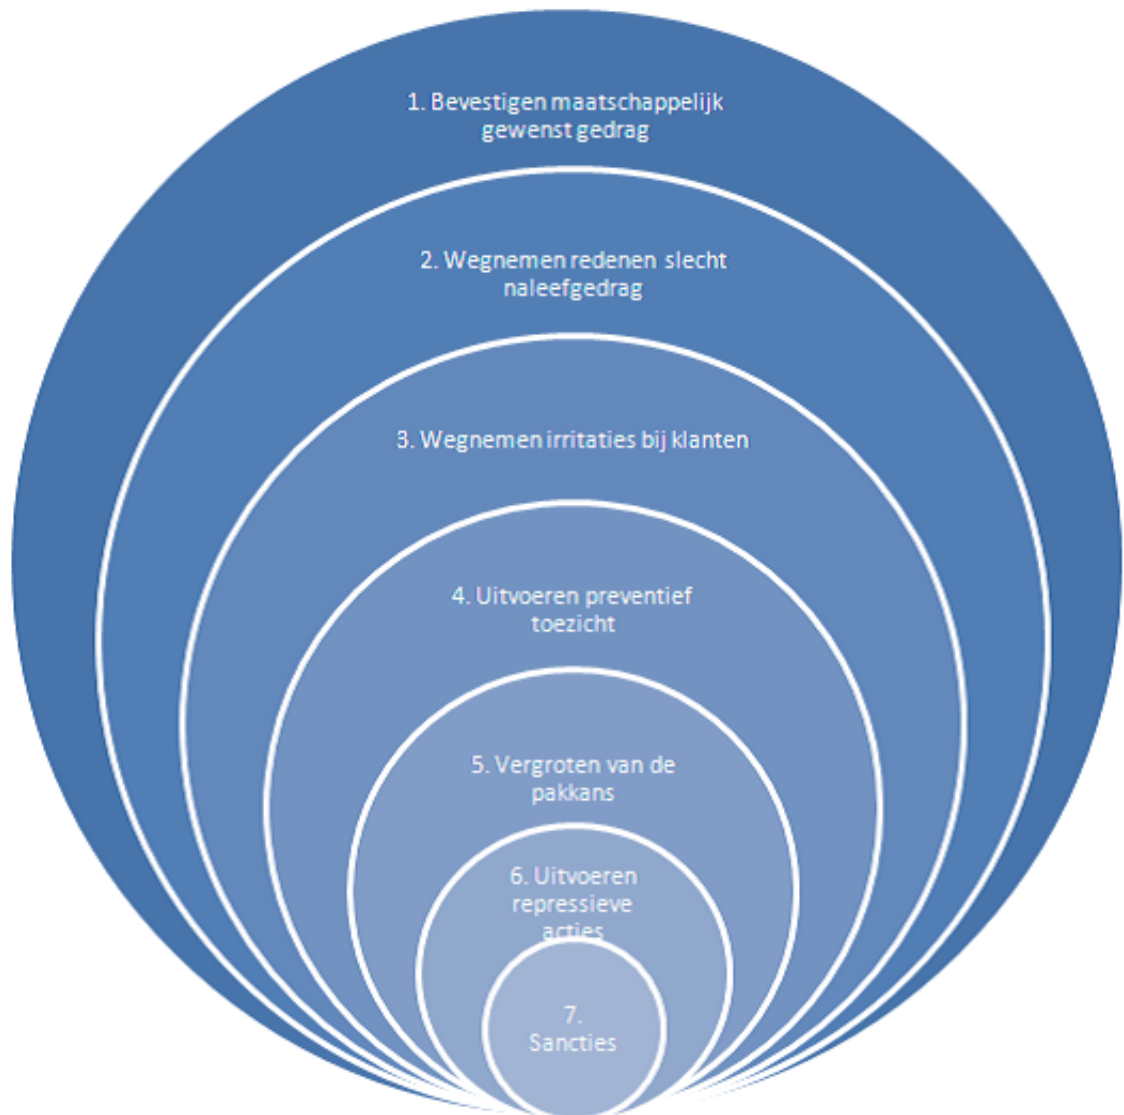 1. Bevestigen maatschappelijk
gewenst gedrag
2. Wegnemen redenen slecht
naleefgedrag
3. Wegnemen irritaties bij klanten
4. Uitvoeren preventief
toezicht
5. Vergroten van de
pakkans
6. Uitvoeren
repressieve
acties
7.
Sancties